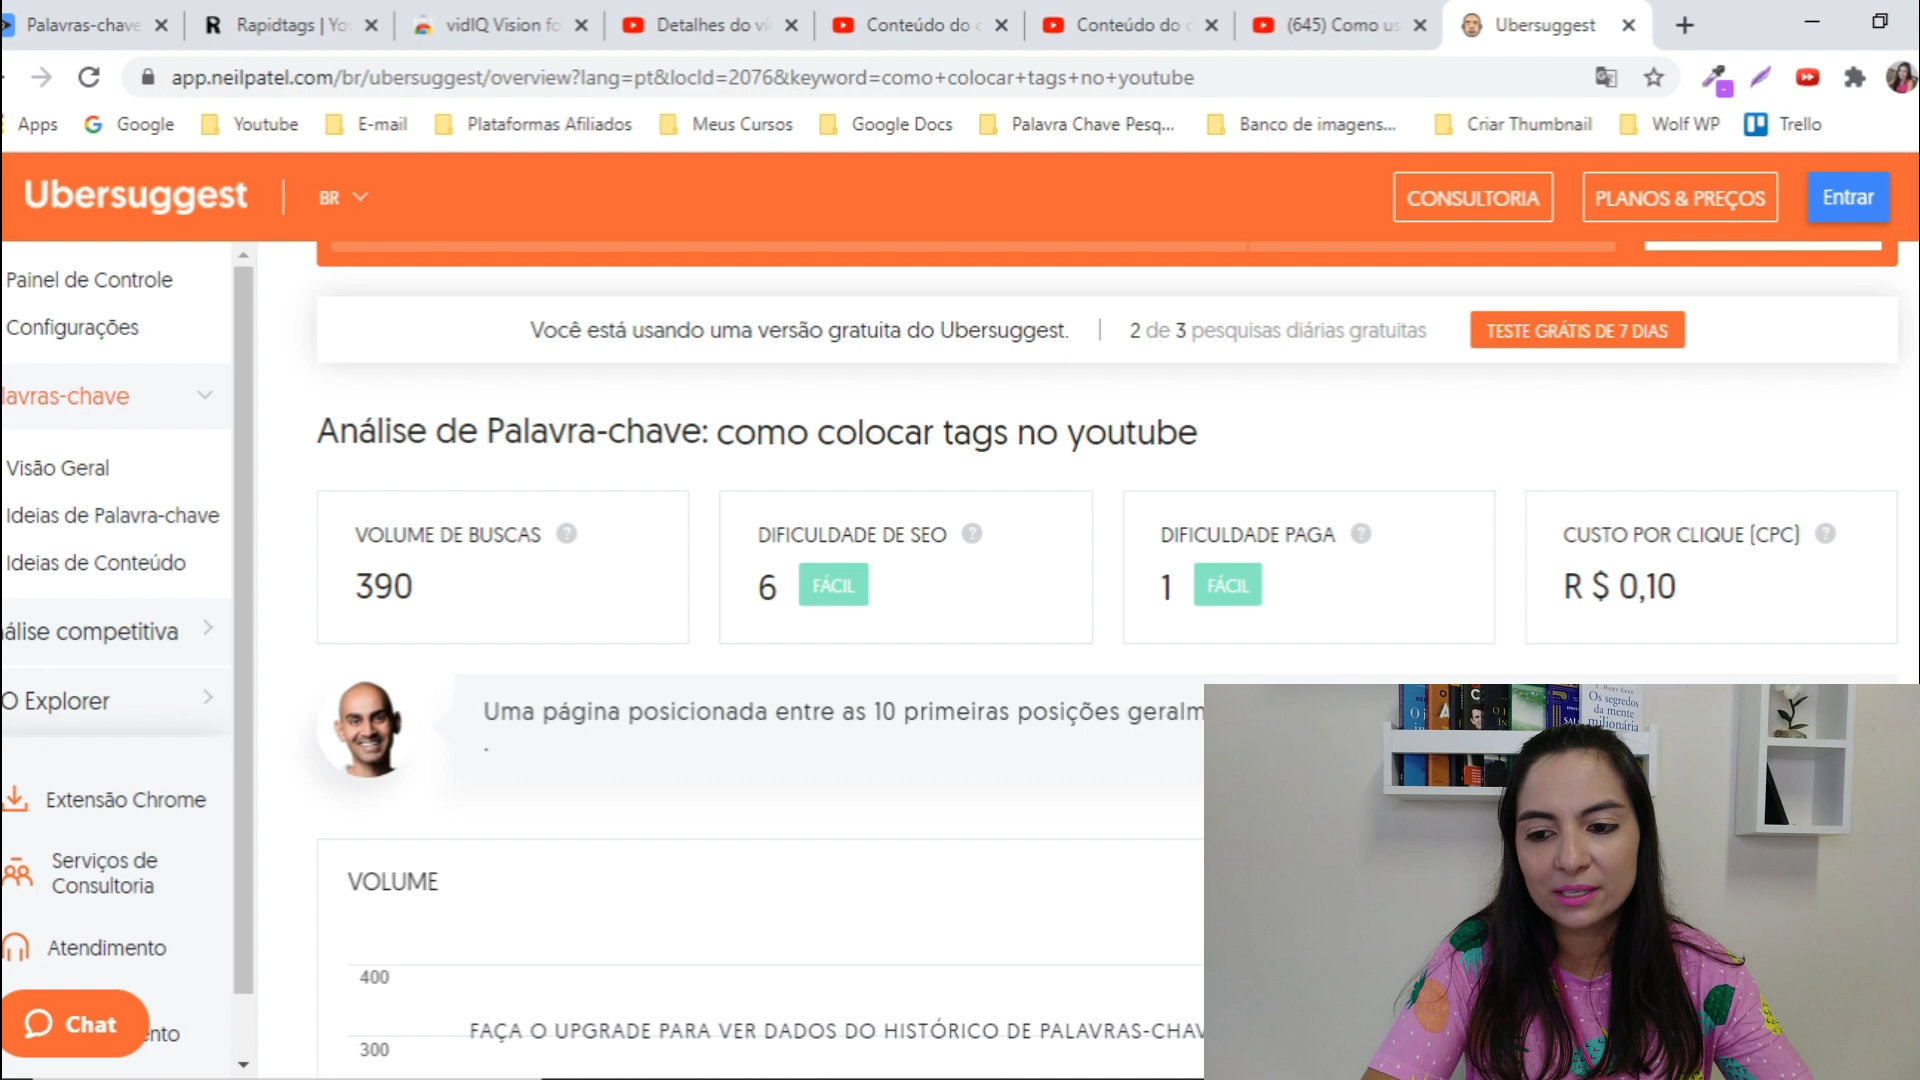 Palavras-chave
Rapidtags | Yo
vidIQ Vision fo
Detalhes do ví
Conteúdo do c
Conteúdo do c
(645) Como us
Ubersuggest
app.neilpatel.com/br/ubersuggest/overview?lang=pt&locId=2076&keyword=como+colocar+tags+no+youtube
Apps
Google
Youtube
E-mail
Plataformas Afiliados
Meus Cursos
Google Docs
Palavra Chave Pesq...
Banco de imagens...
Criar Thumbnail
Wolf WP
Trello
Ubersuggest
BR
CONSULTORIA
PLANOS & PREÇOS
Entrar
Painel de Controle
Configurações
lavras-chave
Visão Geral
Ideias de Palavra-chave
Ideias de Conteúdo
álise competitiva
O Explorer
Extensão Chrome
Serviços de
Consultoria
Atendimento
Chat
ento
Você está usando uma versão gratuita do Ubersuggest.
2 de 3 pesquisas diárias gratuitas
TESTE GRÁTIS DE 7 DIAS
Análise de Palavra-chave: como colocar tags no youtube
VOLUME DE BUSCAS
390
DIFICULDADE DE SEO
6 FÁCIL
DIFICULDADE PAGA
1 FÁCIL
CUSTO POR CLIQUE (CPC)
R $ 0,10
Uma página posicionada entre as 10 primeiras posições geralm
.
VOLUME
400
FAÇA O UPGRADE PARA VER DADOS DO HISTÓRICO DE PALAVRAS-CHAV
300
Os segredos
da mente
milionária